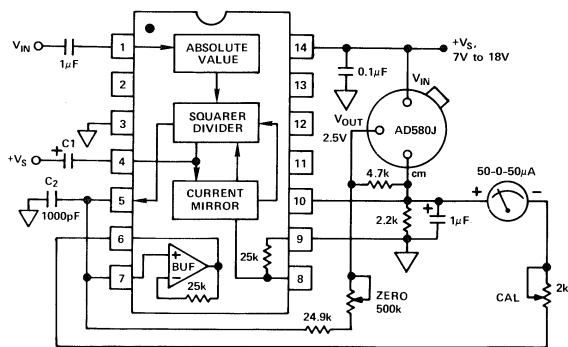 V_IN
1μF
1
ABSOLUTE
VALUE
14
+V_S,
7V to 18V
0.1μF
V_IN
2
13
3
SQUARER
DIVIDER
12
V_OUT
2.5V
AD580J
+V_S
+
C1
4
11
4.7k
cm
50-0-50μA
C2
1000pF
5
CURRENT
MIRROR
10
+
–
2.2k
+
1μF
6
25k
9
7
+
–
BUF
25k
8
ZERO
500k
CAL
2k
24.9k